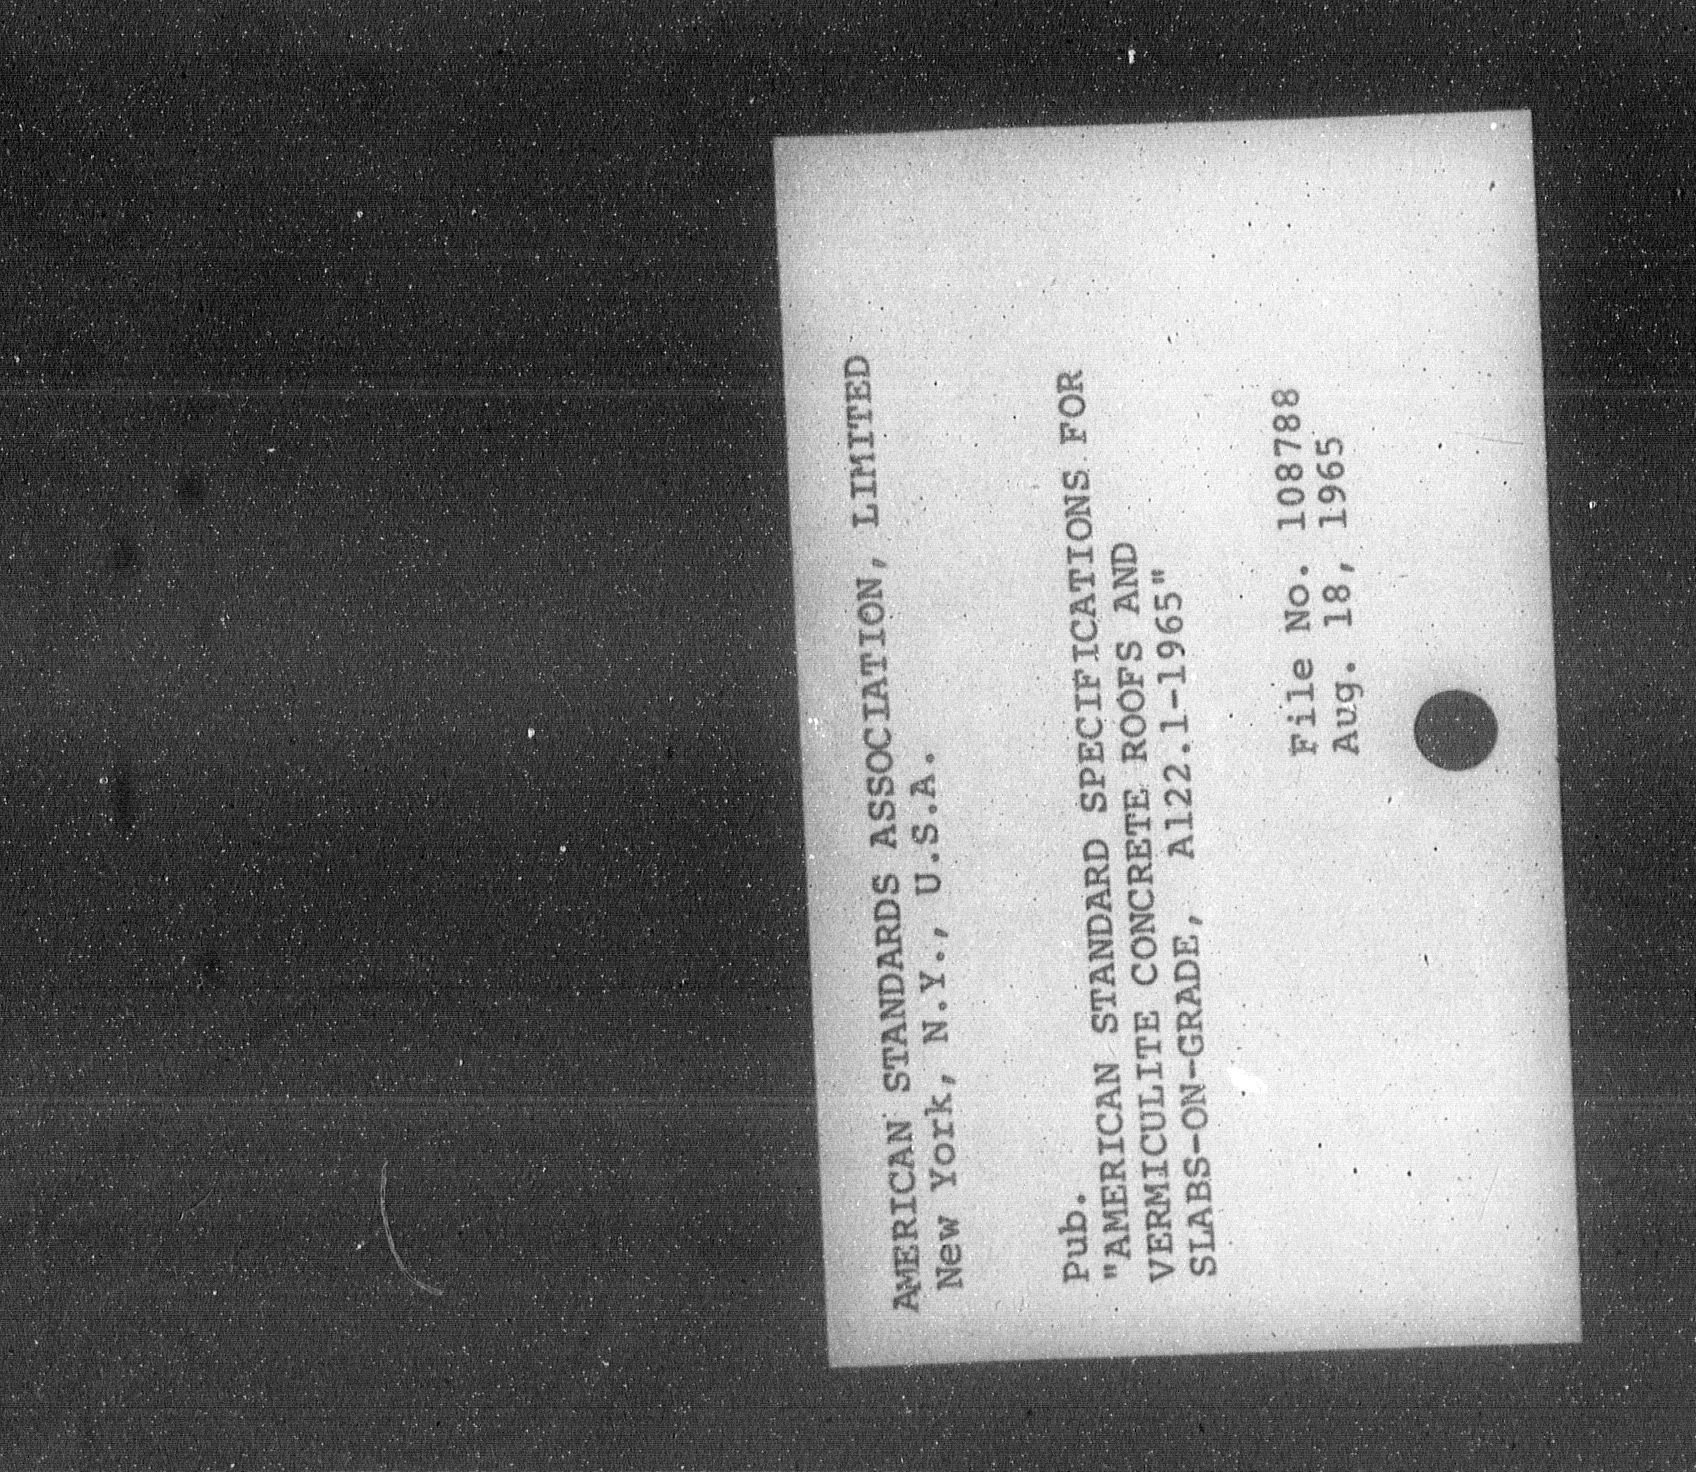 AMERICAN STANDARDS ASSOCIATION, LIMITED
New York, N.Y., U.S.A.
Pub.
"AMERICAN STANDARD SPECIFICATIONS FOR
VERMICULITE CONCRETE ROOFS AND
SLABS-ON-GRADE, A122.1-1965"
File No. 108788
Aug. 18, 1965